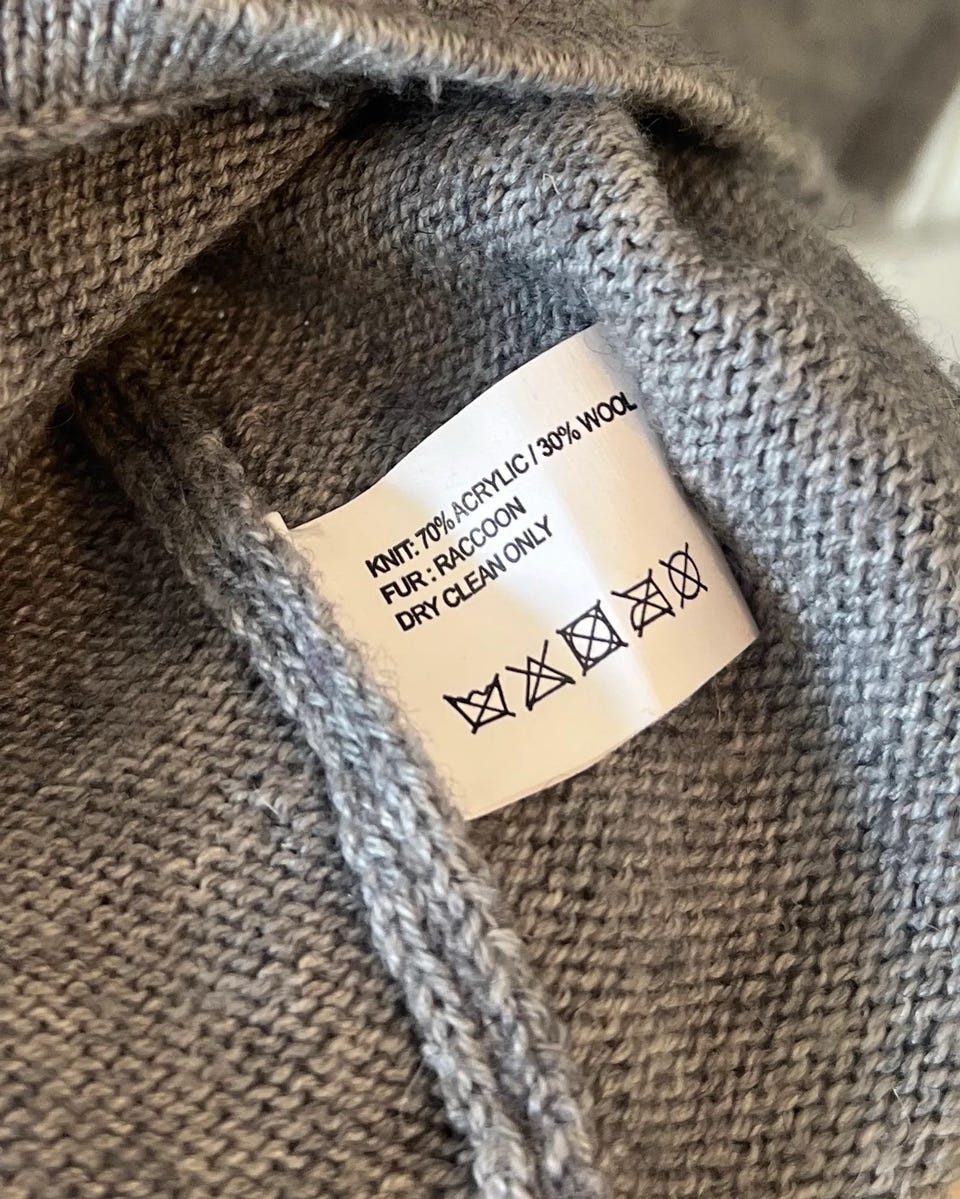 KNIT: 70% ACRYLIC / 30% WOOL
FUR : RACCOON
DRY CLEAN ONLY